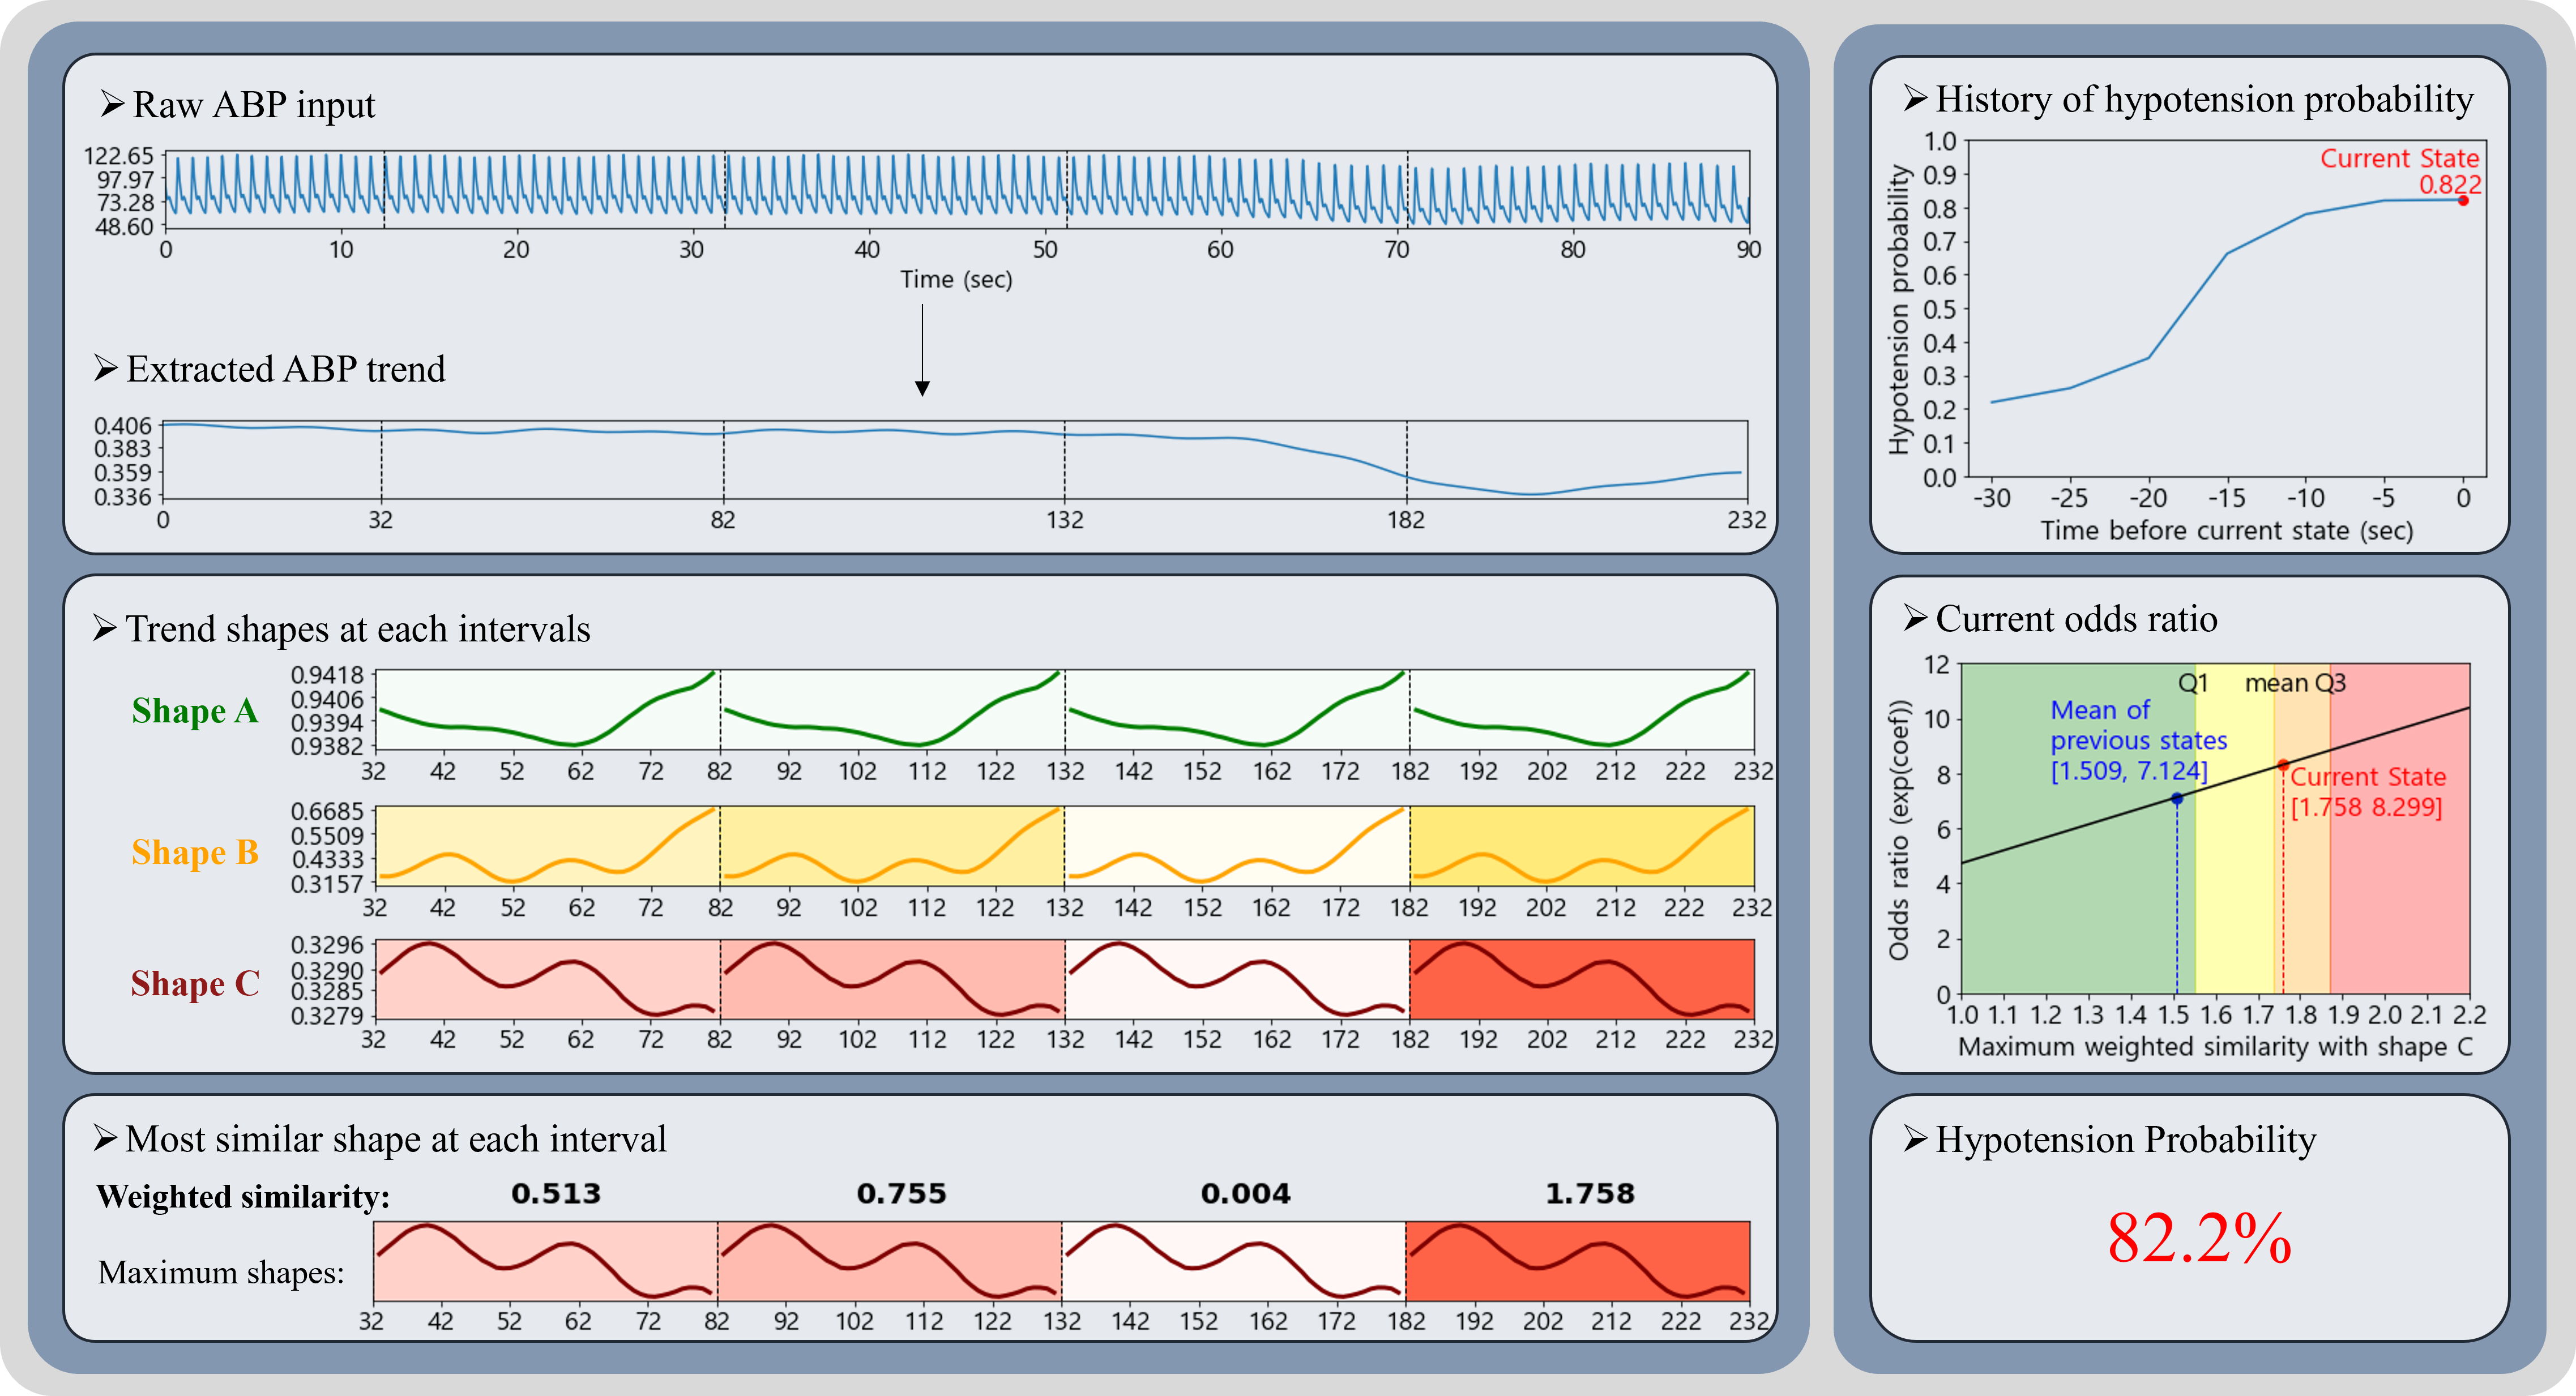 ➢ Raw ABP input
122.65
97.97
73.28
48.60
0 10 20 30 40 50 60 70 80 90
Time (sec)
➢ Extracted ABP trend
0.406
0.383
0.359
0.336
0 32 82 132 182 232
➢ Trend shapes at each intervals
Shape A
0.9418
0.9406
0.9394
0.9382
32 42 52 62 72 82 92 102 112 122 132 142 152 162 172 182 192 202 212 222 232
Shape B
0.6685
0.5509
0.4333
0.3157
32 42 52 62 72 82 92 102 112 122 132 142 152 162 172 182 192 202 212 222 232
Shape C
0.3296
0.3290
0.3285
0.3279
32 42 52 62 72 82 92 102 112 122 132 142 152 162 172 182 192 202 212 222 232
➢ Most similar shape at each interval
Weighted similarity: 0.513 0.755 0.004 1.758
Maximum shapes:
32 42 52 62 72 82 92 102 112 122 132 142 152 162 172 182 192 202 212 222 232
➢ History of hypotension probability
Hypotension probability
1.0
0.9
0.8
0.7
0.6
0.5
0.4
0.3
0.2
0.1
0.0
Current State
0.822
-30 -25 -20 -15 -10 -5 0
Time before current state (sec)
➢ Current odds ratio
Odds ratio (exp(coef))
12
10
8
6
4
2
0
Q1 mean Q3
Mean of
previous states
[1.509, 7.124]
Current State
[1.758 8.299]
1.0 1.1 1.2 1.3 1.4 1.5 1.6 1.7 1.8 1.9 2.0 2.1 2.2
Maximum weighted similarity with shape C
➢ Hypotension Probability
82.2%